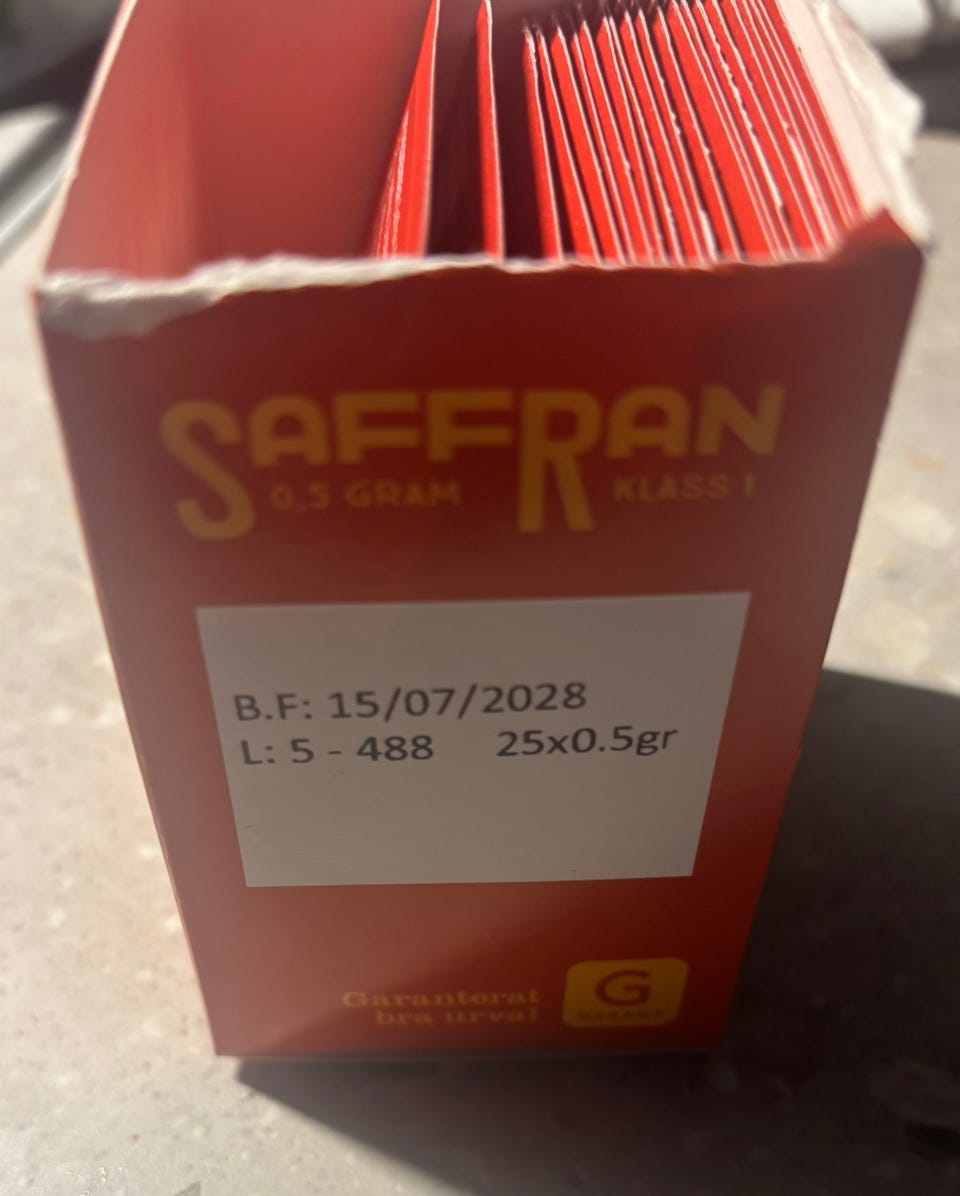 SAFFRAN
0,5 GRAM KLASS 1
B.F: 15/07/2028
L: 5 - 488 25x0.5gr
Garanterat
bra urval
G
GARANT